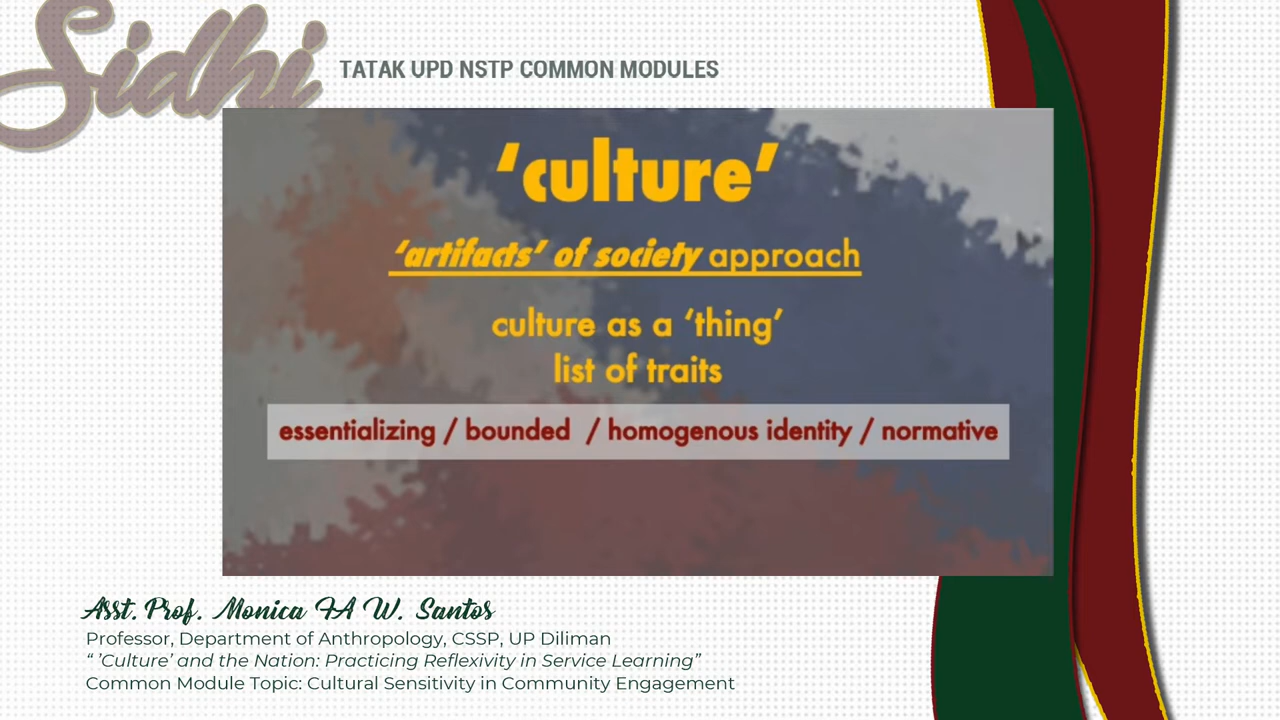 Sidhi
TATAK UPD NSTP COMMON MODULES
‘culture’
‘artifacts’ of society approach
culture as a ‘thing’
list of traits
essentializing / bounded / homogenous identity / normative
Asst. Prof. Monica FA W. Santos
Professor, Department of Anthropology, CSSP, UP Diliman
“ ’Culture’ and the Nation: Practicing Reflexivity in Service Learning”
Common Module Topic: Cultural Sensitivity in Community Engagement